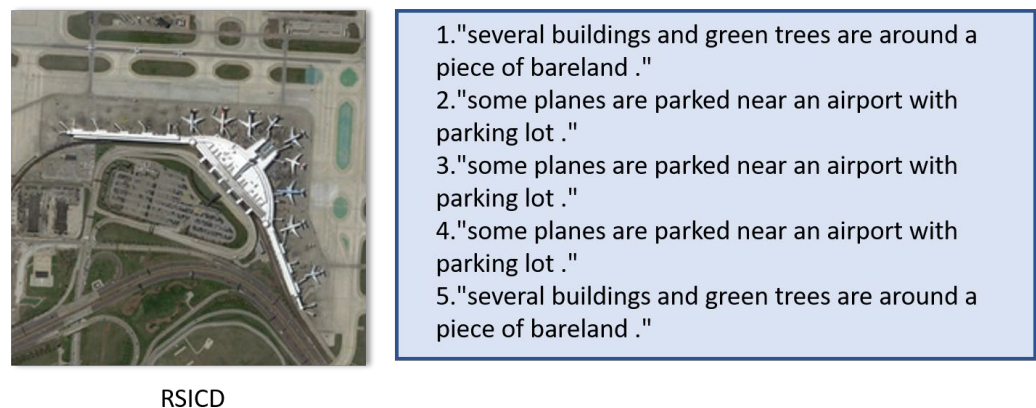 1."several buildings and green trees are around a
piece of bareland ."
2."some planes are parked near an airport with
parking lot ."
3."some planes are parked near an airport with
parking lot ."
4."some planes are parked near an airport with
parking lot ."
5."several buildings and green trees are around a
piece of bareland ."
RSICD